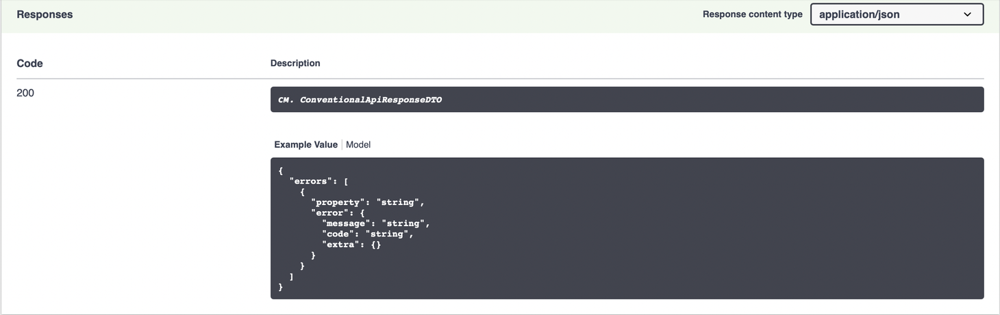 Responses
Response content type
application/json
Code
Description
200
CM. ConventionalApiResponseDTO
Example Value
Model
{
  "errors": [
    {
      "property": "string",
      "error": {
        "message": "string",
        "code": "string",
        "extra": {}
      }
    }
  ]
}